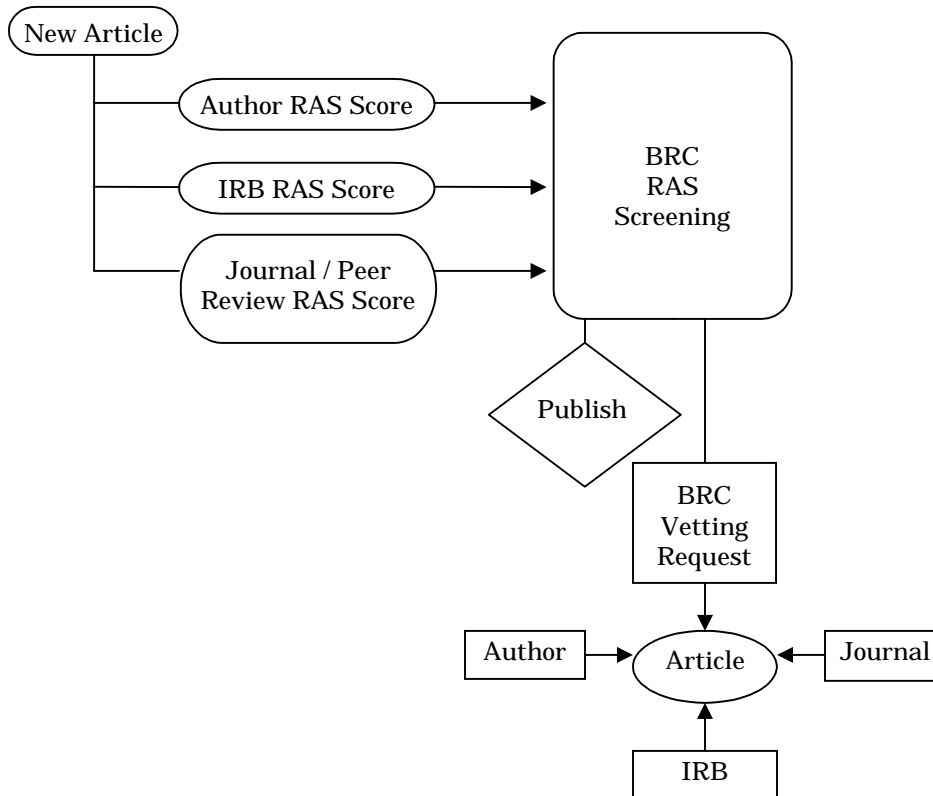 New Article
Author RAS Score
IRB RAS Score
Journal / Peer
Review RAS Score
BRC
RAS
Screening
Publish
BRC
Vetting
Request
Author
Article
Journal
IRB